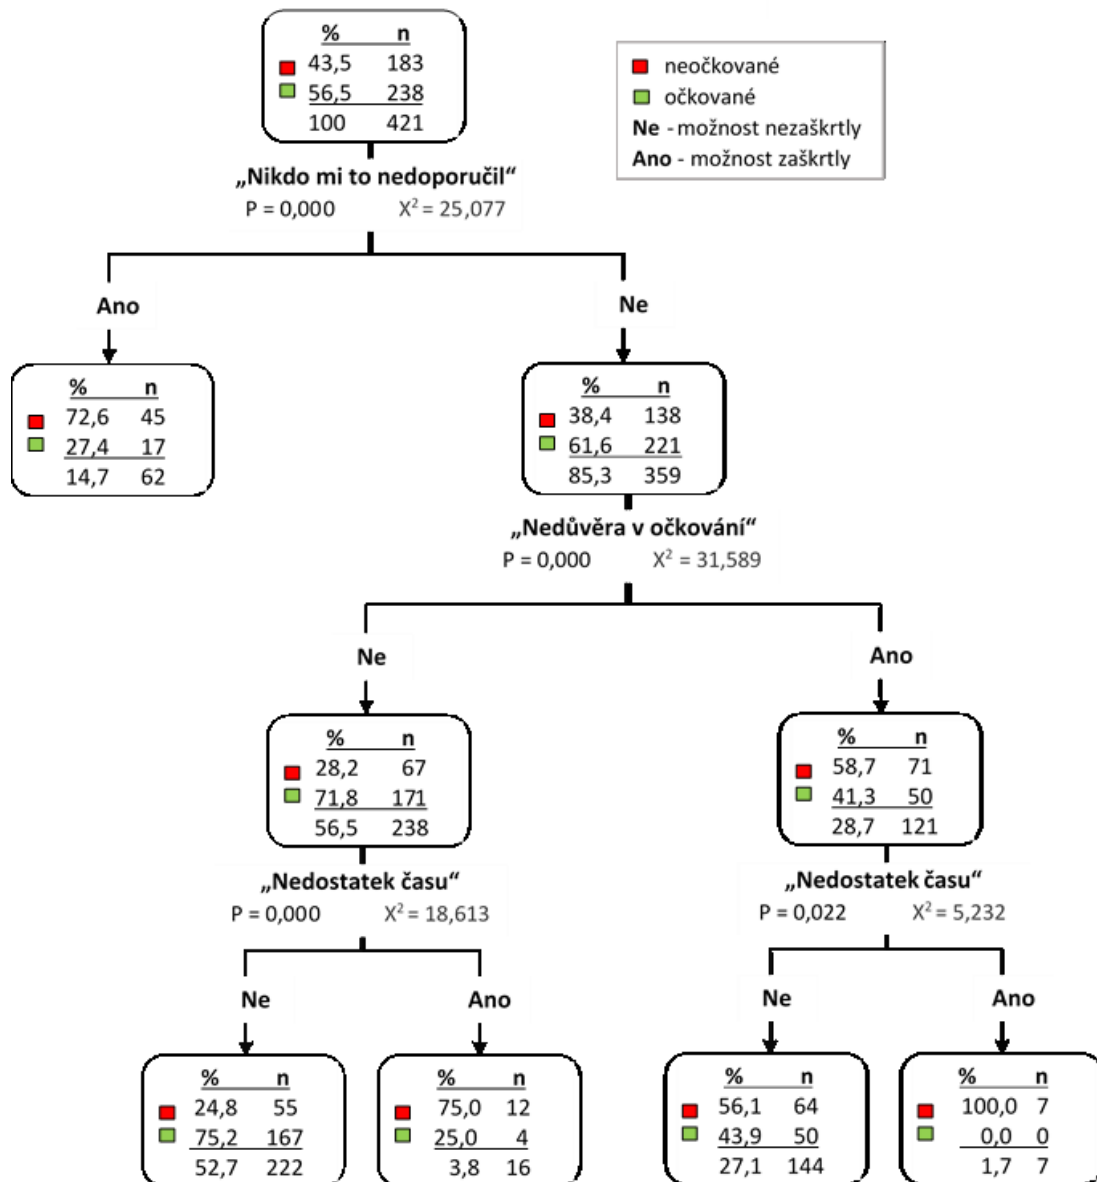 % n
43,5 183
56,5 238
100 421
neočkované
očkované
Ne - možnost nezaškrtly
Ano - možnost zaškrtly
„Nikdo mi to nedoporučil“
P = 0,000 X² = 25,077
Ano
Ne
% n
72,6 45
27,4 17
14,7 62
% n
38,4 138
61,6 221
85,3 359
„Nedůvěra v očkování“
P = 0,000 X² = 31,589
Ne
Ano
% n
28,2 67
71,8 171
56,5 238
% n
58,7 71
41,3 50
28,7 121
„Nedostatek času“
P = 0,000 X² = 18,613
„Nedostatek času“
P = 0,022 X² = 5,232
Ne
Ano
Ne
Ano
% n
24,8 55
75,2 167
52,7 222
% n
75,0 12
25,0 4
3,8 16
% n
56,1 64
43,9 50
27,1 144
% n
100,0 7
0,0 0
1,7 7